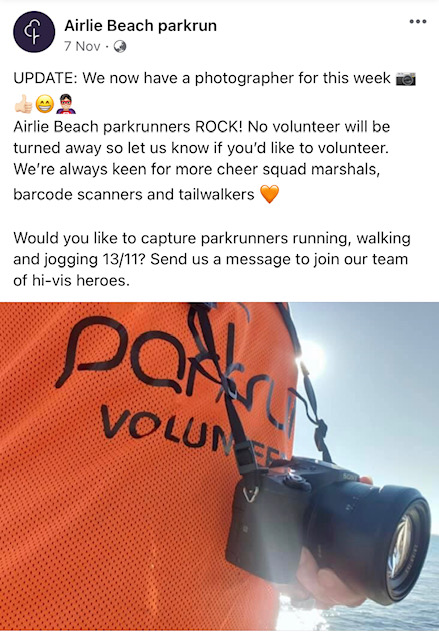 Airlie Beach parkrun
7 Nov ·
UPDATE: We now have a photographer for this week 📷
👍🏻😁🦹🏻
Airlie Beach parkrunners ROCK! No volunteer will be
turned away so let us know if you’d like to volunteer.
We’re always keen for more cheer squad marshals,
barcode scanners and tailwalkers 🧡
Would you like to capture parkrunners running, walking
and jogging 13/11? Send us a message to join our team
of hi-vis heroes.
parkrun
VOLUNTEER